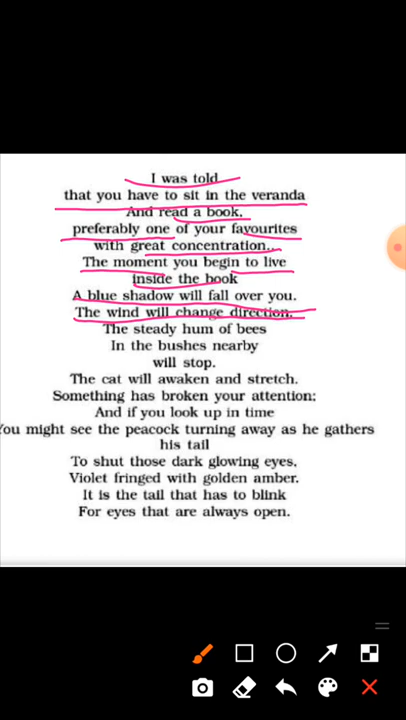 I was told
that you have to sit in the veranda
And read a book,
preferably one of your favourites
with great concentration..
The moment you begin to live
inside the book
A blue shadow will fall over you.
The wind will change direction,
The steady hum of bees
In the bushes nearby
will stop.
The cat will awaken and stretch.
Something has broken your attention;
And if you look up in time
You might see the peacock turning away as he gathers
his tail
To shut those dark glowing eyes,
Violet fringed with golden amber.
It is the tail that has to blink
For eyes that are always open.